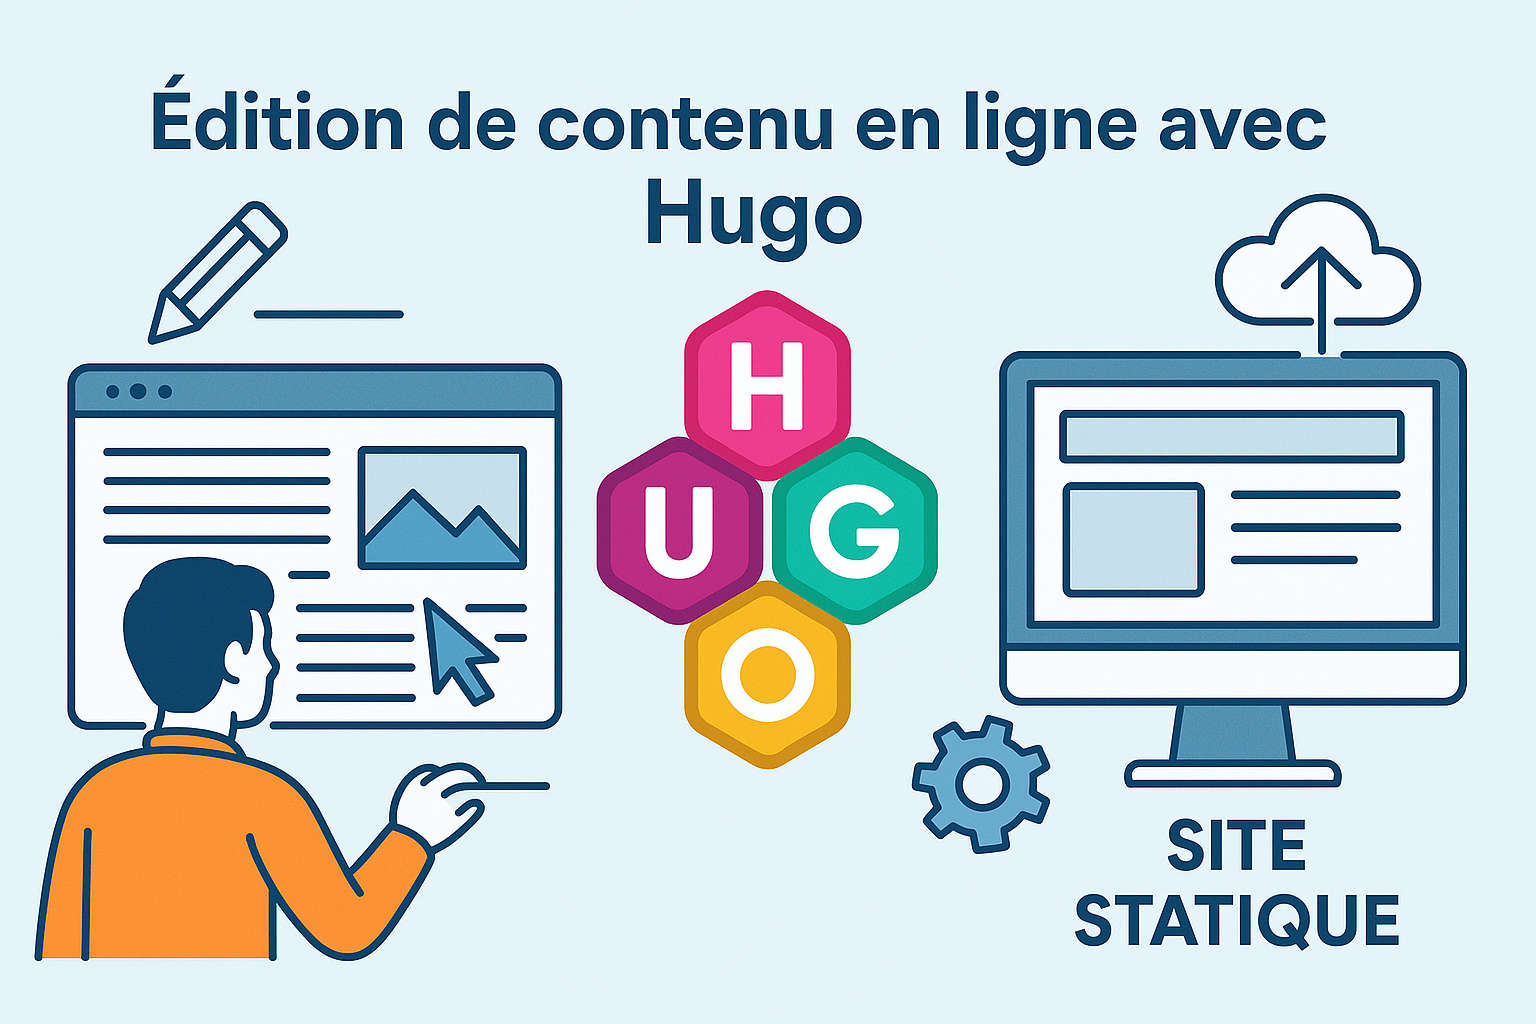 Édition de contenu en ligne avec
Hugo
H
U G
O
SITE
STATIQUE